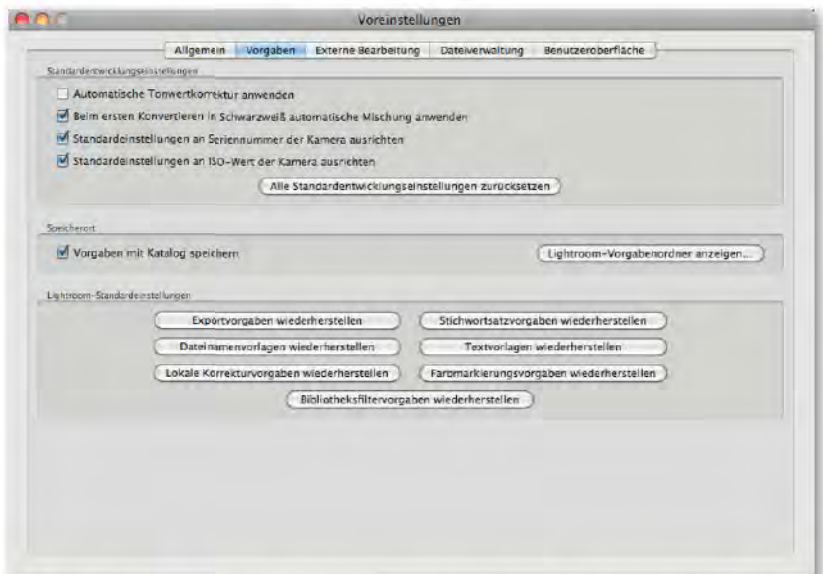 Voreinstellungen
Allgemein Vorgaben Externe Bearbeitung Dateiverwaltung Benutzeroberfläche
Standardentwicklungseinstellungen
Automatische Tonwertkorrektur anwenden
Beim ersten Konvertieren in Schwarzweiß automatische Mischung anwenden
Standardeinstellungen an Seriennummer der Kamera ausrichten
Standardeinstellungen an ISO-Wert der Kamera ausrichten
Alle Standardentwicklungseinstellungen zurücksetzen
Speicherort
Vorgaben mit Katalog speichern
Lightroom-Vorgabenordner anzeigen...
Lightroom-Standardeinstellungen
Exportvorgaben wiederherstellen
Stichwortsatzvorgaben wiederherstellen
Dateinamenvorlagen wiederherstellen
Textvorlagen wiederherstellen
Lokale Korrekturvorgaben wiederherstellen
Farbmarkierungsvorgaben wiederherstellen
Bibliotheksfiltervorgaben wiederherstellen